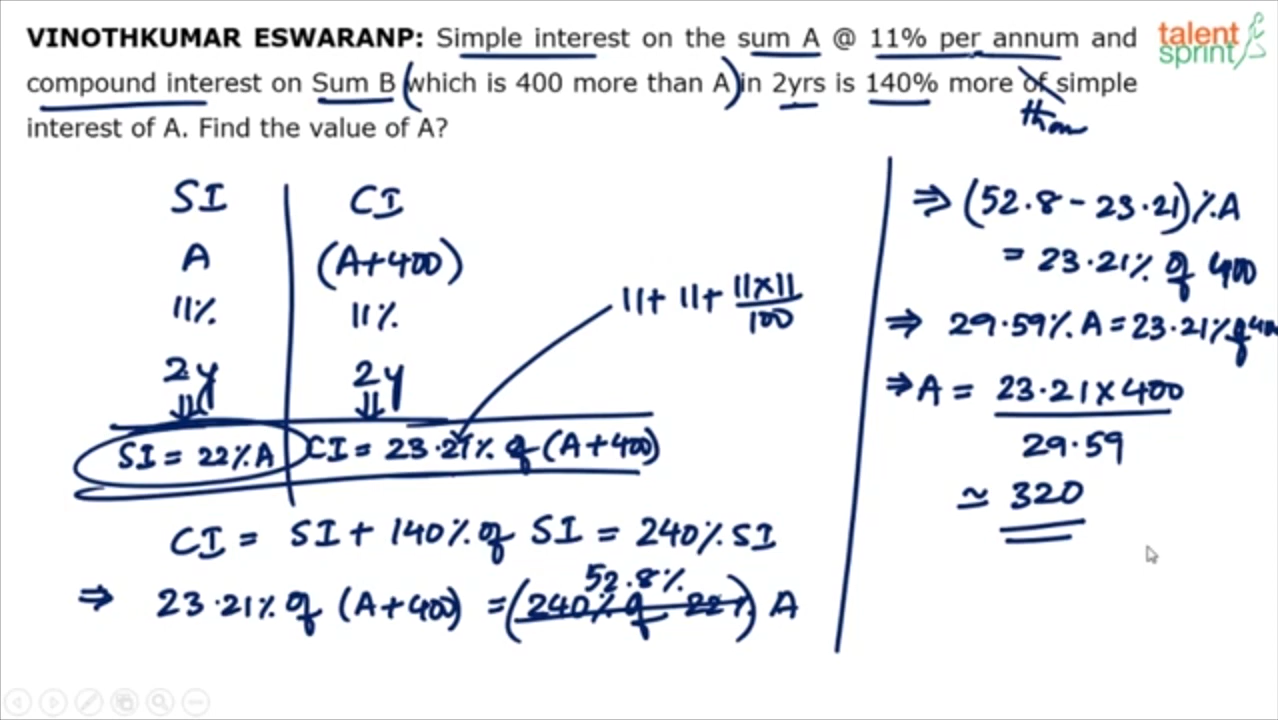 VINOTHKUMAR ESWARANP: Simple interest on the sum A @ 11% per annum and
compound interest on Sum B (which is 400 more than A) in 2yrs is 140% more of simple
than
interest of A. Find the value of A?
talent
sprint
SI
CI
A
(A+400)
11%
11%
2y
2y
11+ 11+ 11×11
100
SI = 22%A
CI = 23.21% of (A+400)
CI = SI + 140% of SI = 240% SI
52.8%
⇒ 23.21% of (A+400) = (240% of 22%) A
⇒ (52.8 - 23.21)%A
= 23.21% of 400
⇒ 29.59% A = 23.21% of 400
⇒ A = 23.21×400
29.59
≃ 320